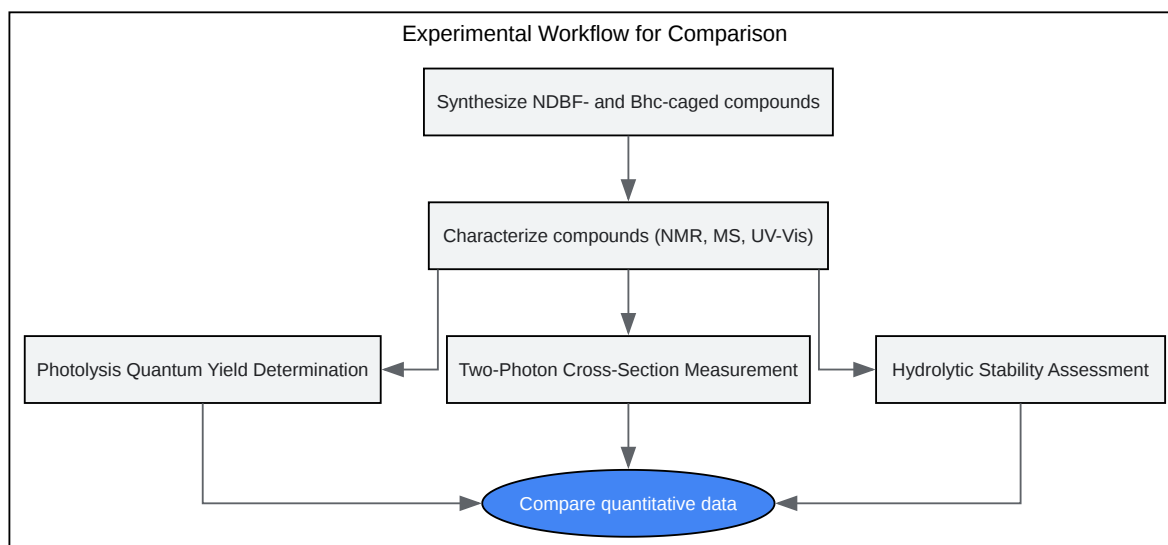 Experimental Workflow for Comparison
Synthesize NDBF- and Bhc-caged compounds
Characterize compounds (NMR, MS, UV-Vis)
Photolysis Quantum Yield Determination
Two-Photon Cross-Section Measurement
Hydrolytic Stability Assessment
Compare quantitative data